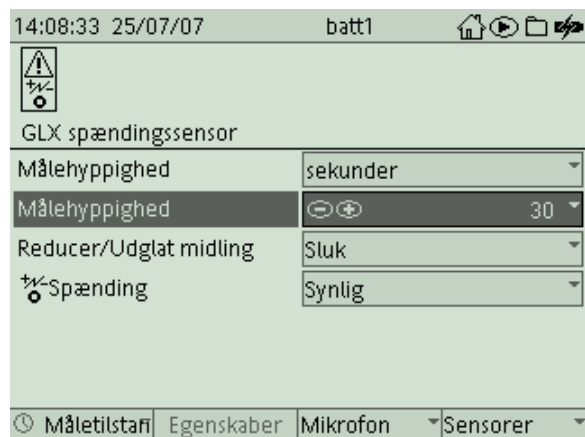 14:08:33 25/07/07 batt1
GLX spændingssensor
Målehyppighed sekunder
Målehyppighed 30
Reducer/Udglat midling Sluk
Spænding Synlig
Egenskaber Mikrofon Sensorer